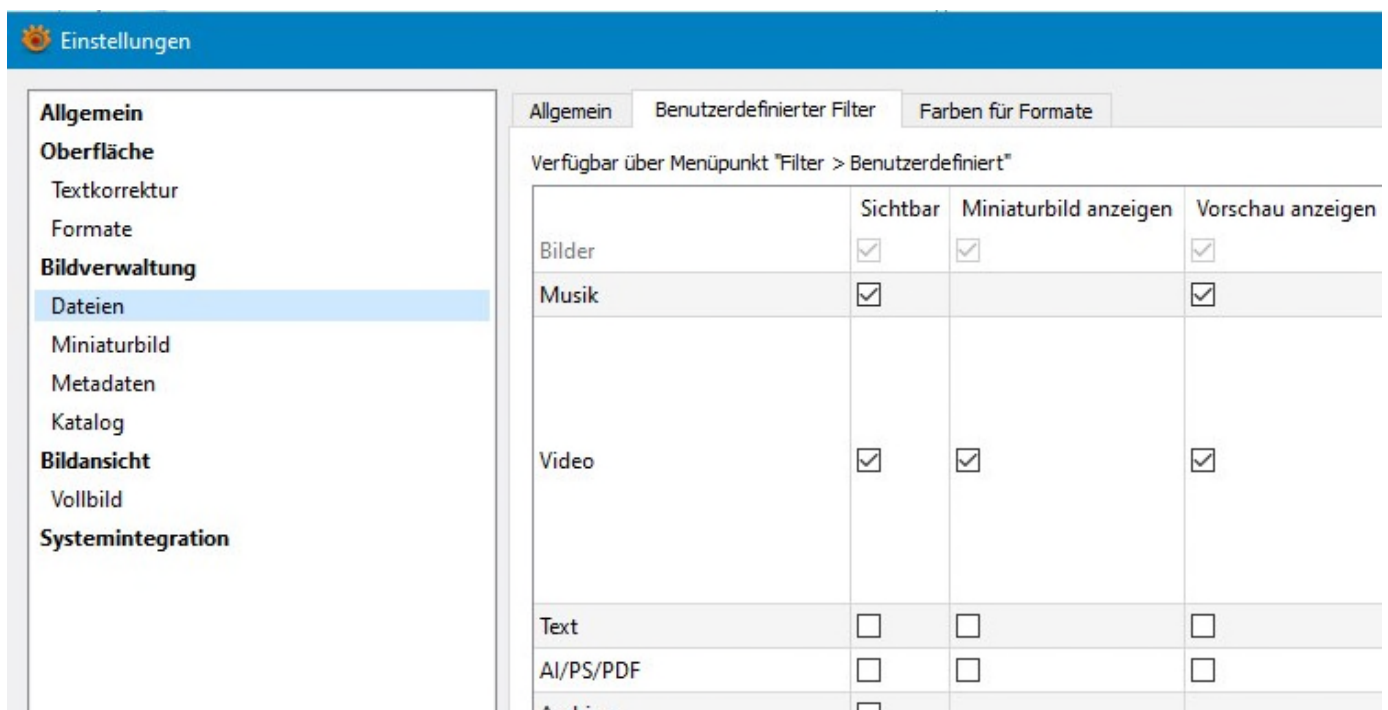 Einstellungen
Allgemein
Oberfläche
Textkorrektur
Formate
Bildverwaltung
Dateien
Miniaturbild
Metadaten
Katalog
Bildansicht
Vollbild
Systemintegration
Allgemein Benutzerdefinierter Filter Farben für Formate
Verfügbar über Menüpunkt "Filter > Benutzerdefiniert"
Sichtbar Miniaturbild anzeigen Vorschau anzeigen
Bilder
Musik
Video
Text
AI/PS/PDF